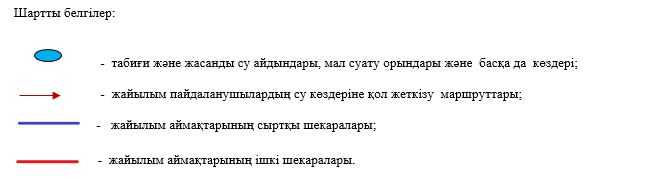 Шартты белгілер:
- табиғи және жасанды су айдындары, мал суату орындары және басқа да көздері;
- жайылым пайдаланушылардың су көздеріне қол жеткізу маршруттары;
- жайылым аймақтарының сыртқы шекаралары;
- жайылым аймақтарының ішкі шекаралары.